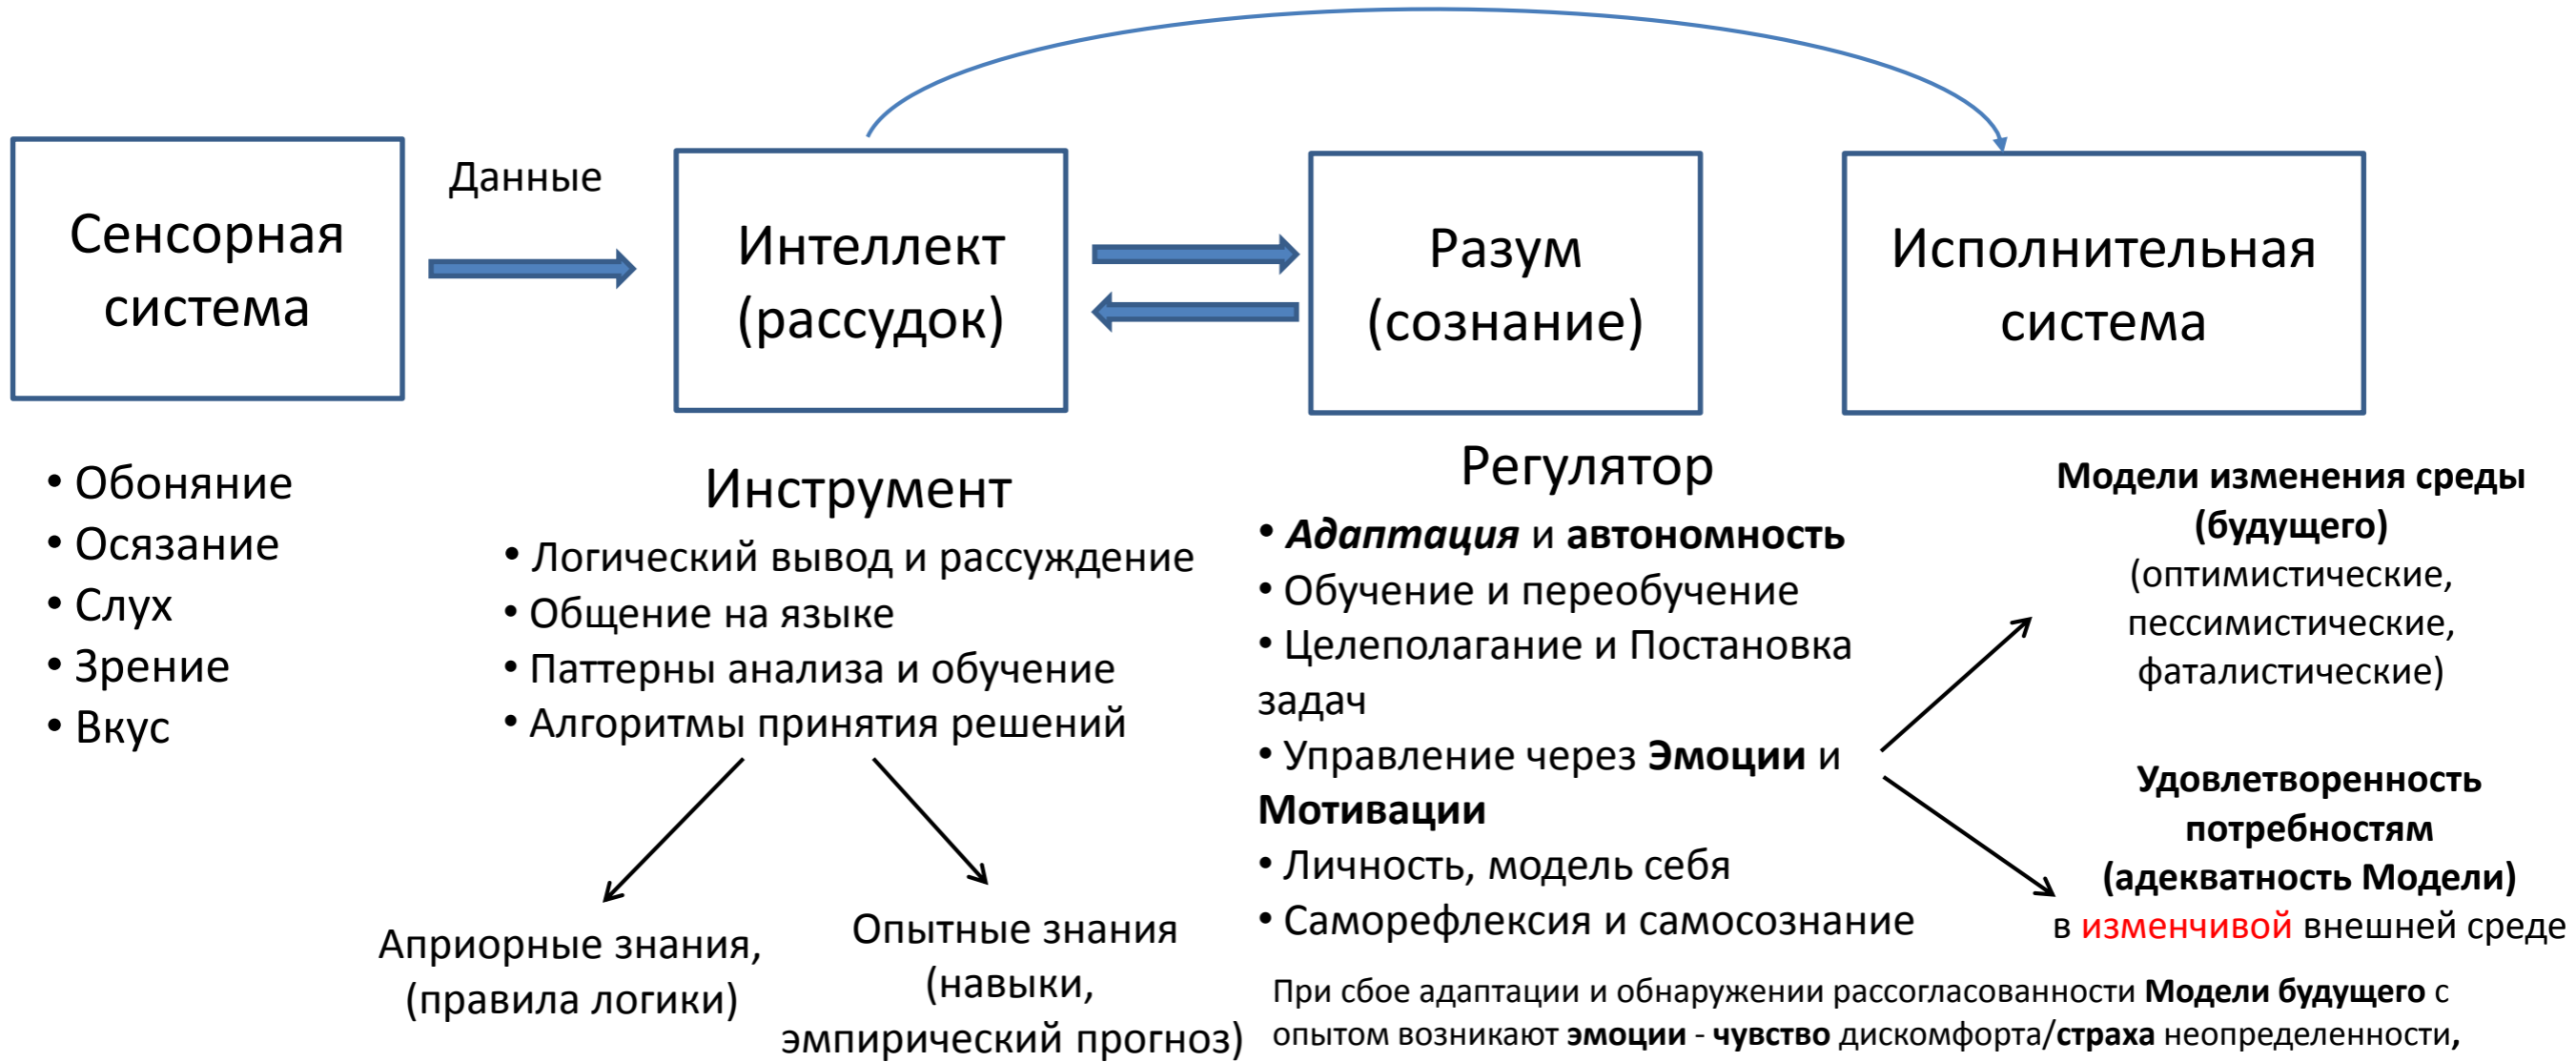 Данные
Сенсорная
система
Интеллект
(рассудок)
Разум
(сознание)
Исполнительная
система
• Обоняние
• Осязание
• Слух
• Зрение
• Вкус
Инструмент
• Логический вывод и рассуждение
• Общение на языке
• Паттерны анализа и обучение
• Алгоритмы принятия решений
Априорные знания,
(правила логики)
Опытные знания
(навыки,
эмпирический прогноз)
Регулятор
• Адаптация и автономность
• Обучение и переобучение
• Целеполагание и Постановка
задач
• Управление через Эмоции и
Мотивации
• Личность, модель себя
• Саморефлексия и самосознание
Модели изменения среды
(будущего)
(оптимистические,
пессимистические,
фаталистические)
Удовлетворенность
потребностям
(адекватность Модели)
в изменчивой внешней среде
При сбое адаптации и обнаружении рассогласованности Модели будущего с
опытом возникают эмоции - чувство дискомфорта/страха неопределенности,